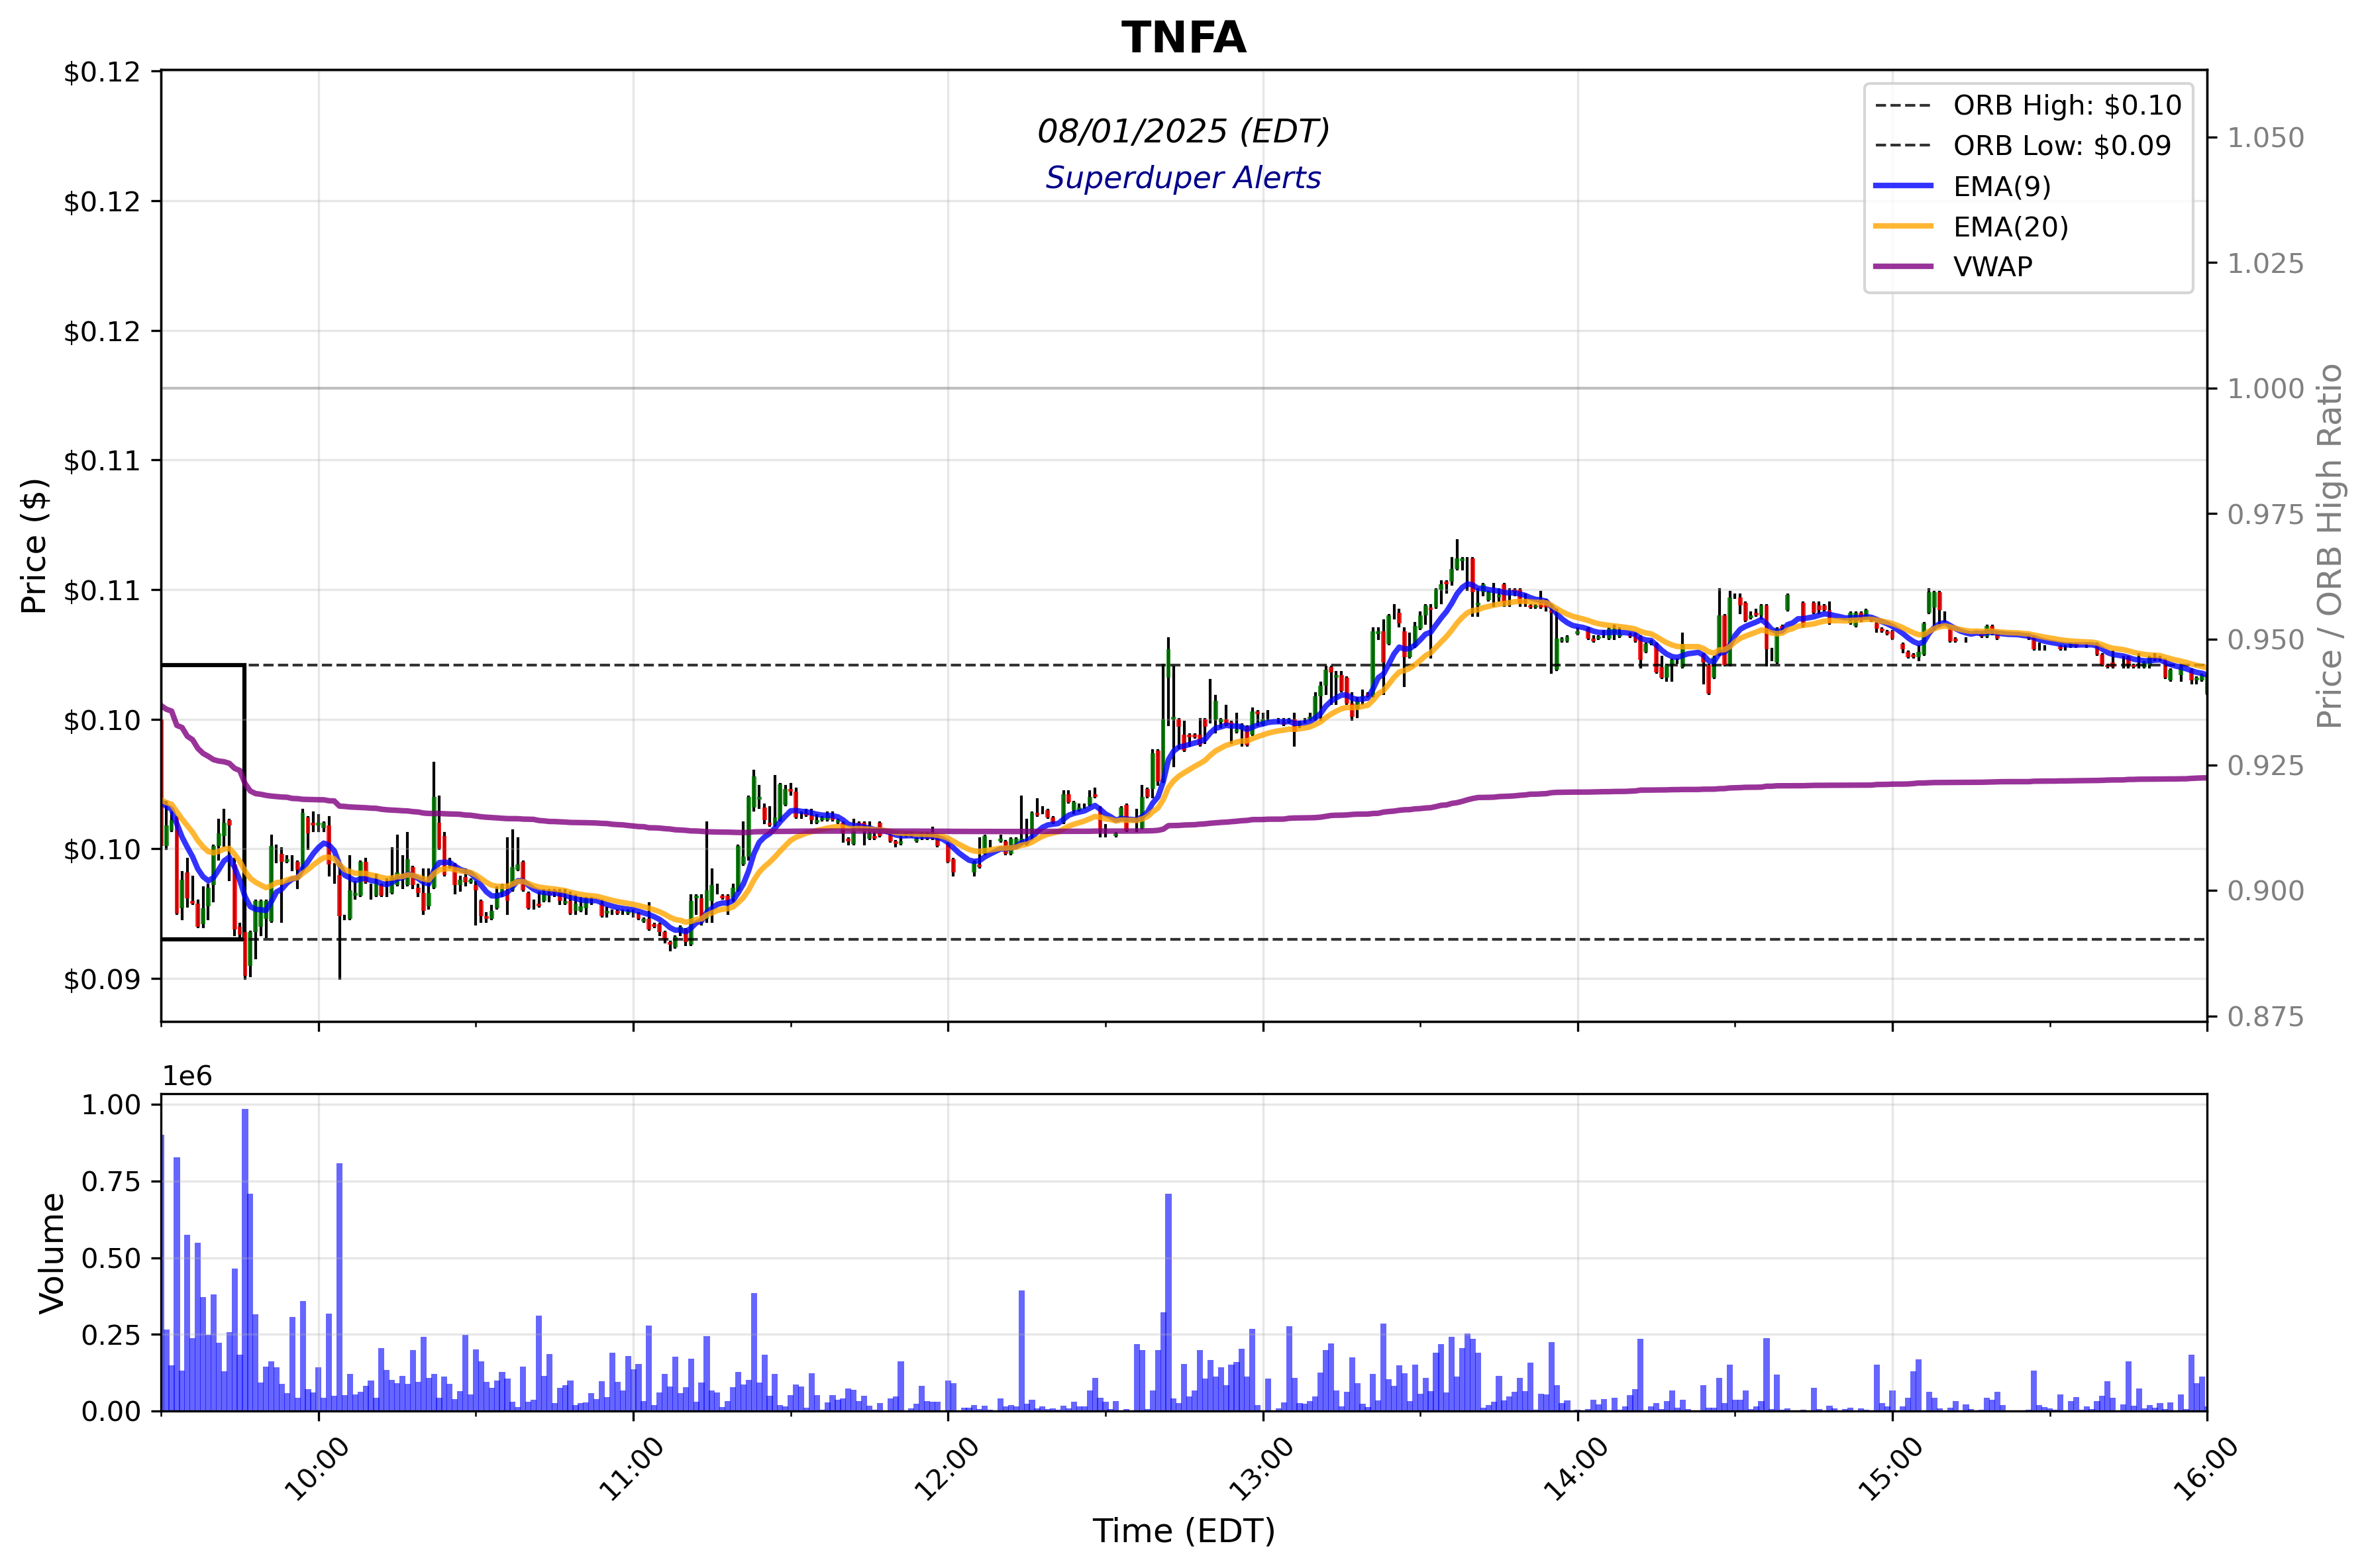 TNFA
08/01/2025 (EDT)
Superduper Alerts
ORB High: $0.10
ORB Low: $0.09
EMA(9)
EMA(20)
VWAP
Price ($)
$0.12
$0.12
$0.12
$0.11
$0.11
$0.10
$0.10
$0.09
Price / ORB High Ratio
1.050
1.025
1.000
0.975
0.950
0.925
0.900
0.875
1e6
Volume
1.00
0.75
0.50
0.25
0.00
10:00
11:00
12:00
13:00
14:00
15:00
16:00
Time (EDT)